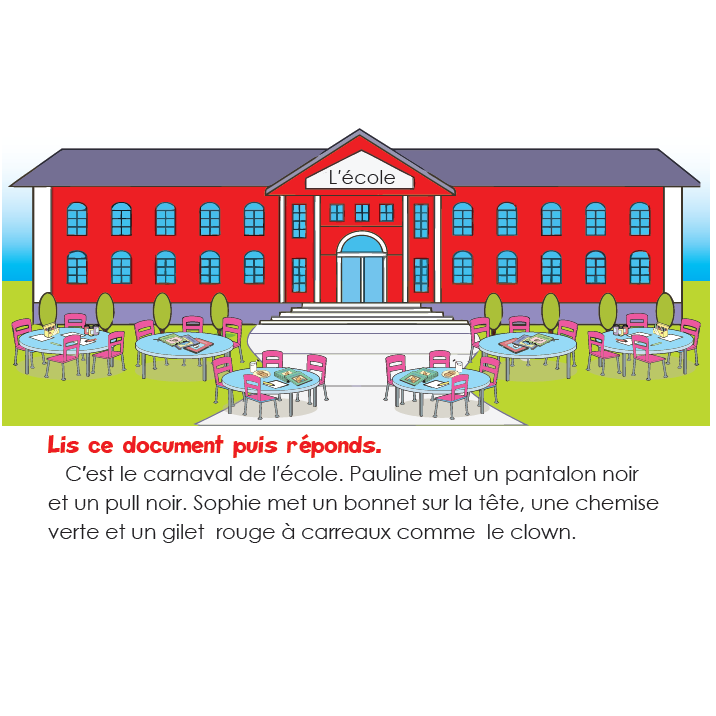 L'école
Lis ce document puis réponds.
C'est le carnaval de l'école. Pauline met un pantalon noir
et un pull noir. Sophie met un bonnet sur la tête, une chemise
verte et un gilet rouge à carreaux comme le clown.